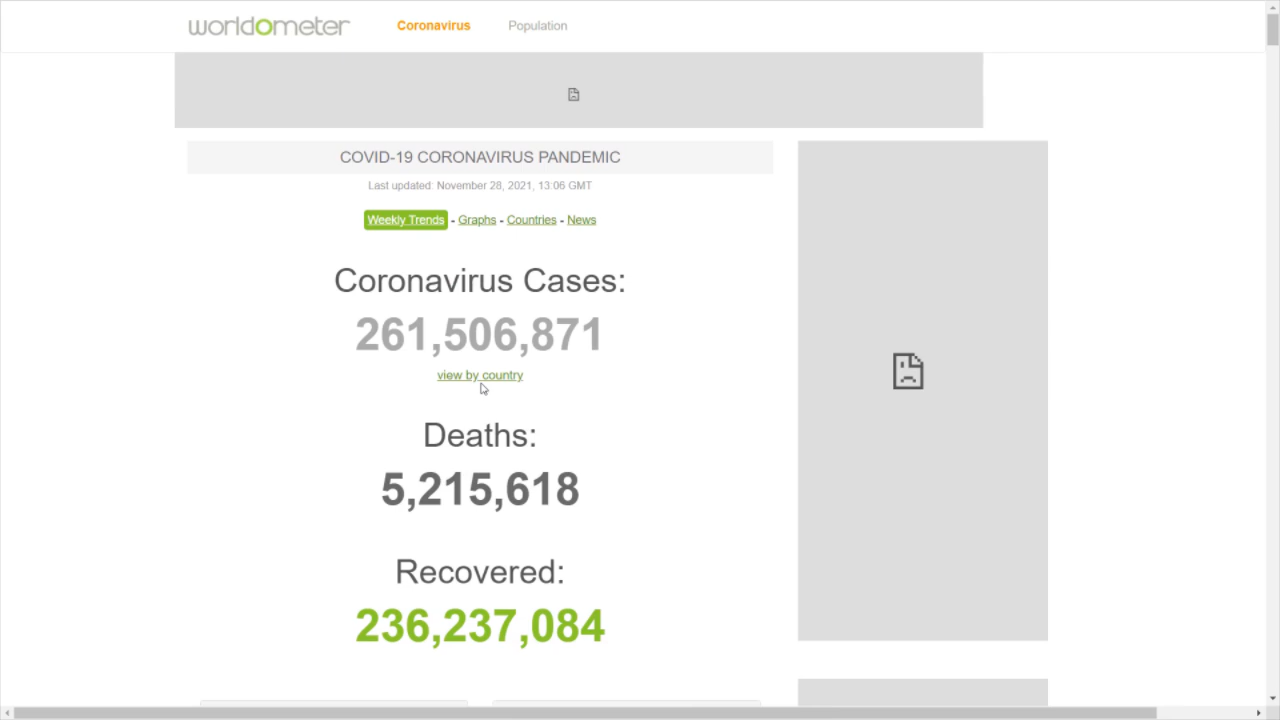 worldometer Coronavirus Population
COVID-19 CORONAVIRUS PANDEMIC
Last updated: November 28, 2021, 13:06 GMT
Weekly Trends - Graphs - Countries - News
Coronavirus Cases:
261,506,871
view by country
Deaths:
5,215,618
Recovered:
236,237,084